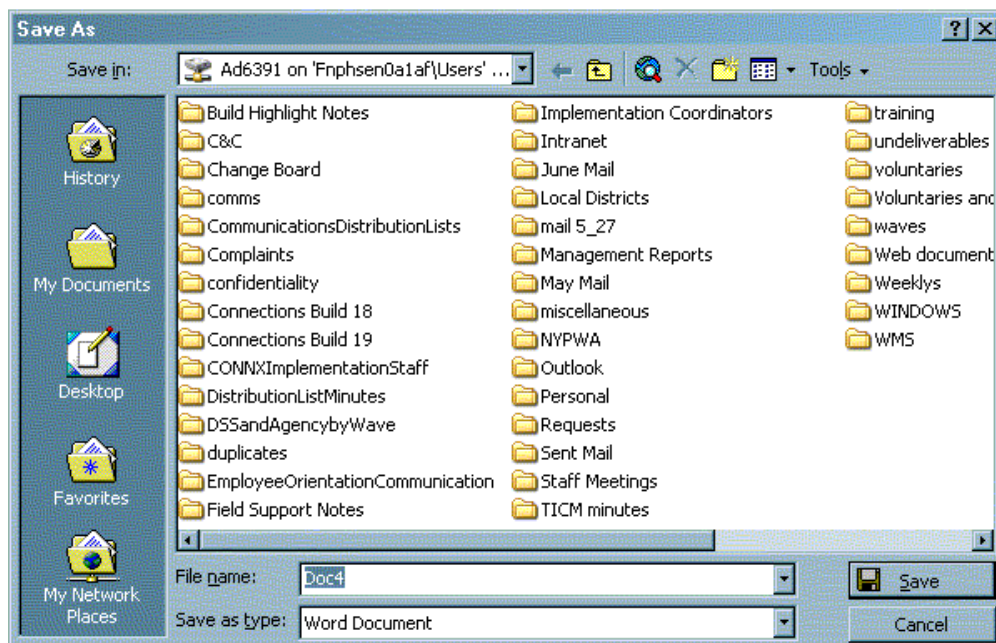 Save As
Save in:
Ad6391 on 'Fnphsen0a1af\Users' ...
Tools
History
My Documents
Desktop
Favorites
My Network
Places
Build Highlight Notes
C&C
Change Board
comms
CommunicationsDistributionLists
Complaints
confidentiality
Connections Build 18
Connections Build 19
CONNXImplementationStaff
DistributionListMinutes
DSSandAgencybyWave
duplicates
EmployeeOrientationCommunication
Field Support Notes
Implementation Coordinators
Intranet
June Mail
Local Districts
mail 5_27
Management Reports
May Mail
miscellaneous
NYPWA
Outlook
Personal
Requests
Sent Mail
Staff Meetings
TICM minutes
training
undeliverables
voluntaries
Voluntaries and
waves
Web document
Weeklys
WINDOWS
WMS
File name:
Doc4
Save
Save as type:
Word Document
Cancel